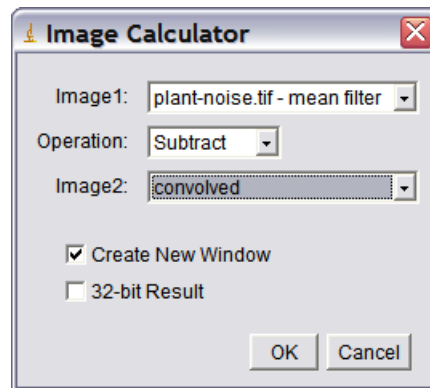 Image Calculator
Image1: plant-noise.tif - mean filter
Operation: Subtract
Image2: convolved
Create New Window
32-bit Result
OK Cancel